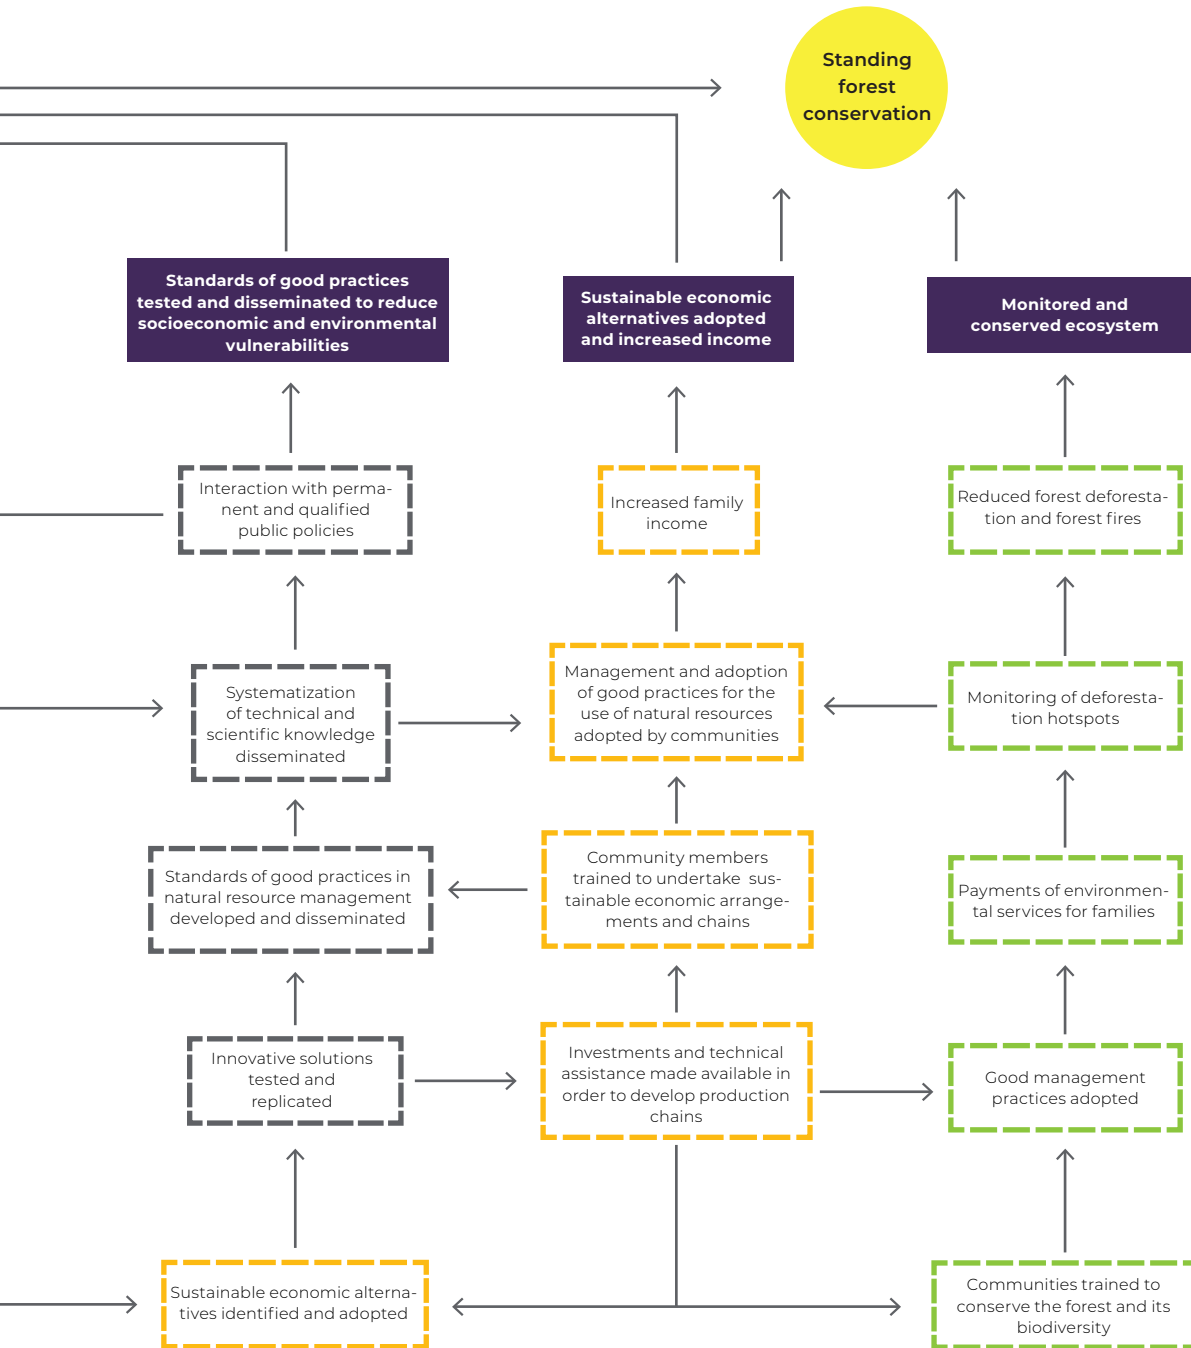 Standing
forest
conservation
Standards of good practices
tested and disseminated to reduce
socioeconomic and environmental
vulnerabilities
Sustainable economic
alternatives adopted
and increased income
Monitored and
conserved ecosystem
Interaction with perma-
nent and qualified
public policies
Increased family
income
Reduced forest deforesta-
tion and forest fires
Systematization
of technical and
scientific knowledge
disseminated
Management and adoption
of good practices for the
use of natural resources
adopted by communities
Monitoring of deforesta-
tion hotspots
Standards of good practices in
natural resource management
developed and disseminated
Community members
trained to undertake sus-
tainable economic arrange-
ments and chains
Payments of environmen-
tal services for families
Innovative solutions
tested and
replicated
Investments and technical
assistance made available in
order to develop production
chains
Good management
practices adopted
Sustainable economic alterna-
tives identified and adopted
Communities trained to
conserve the forest and its
biodiversity